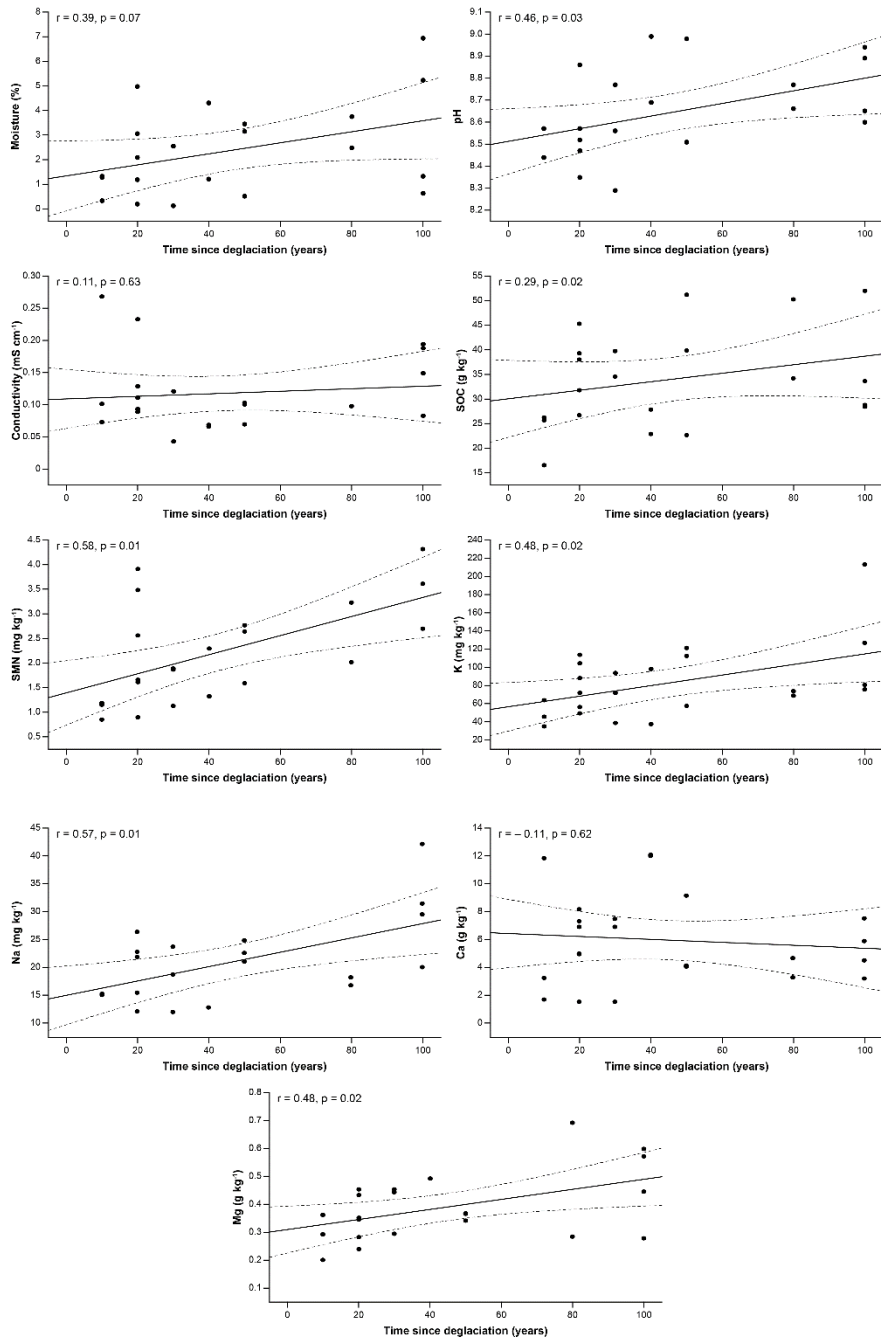 r = 0.39, p = 0.07
Moisture (%)
8
7
6
5
4
3
2
1
0
0 20 40 60 80 100
Time since deglaciation (years)
r = 0.46, p = 0.03
pH
9.1
9.0
8.9
8.8
8.7
8.6
8.5
8.4
8.3
8.2
0 20 40 60 80 100
Time since deglaciation (years)
r = 0.11, p = 0.63
Conductivity (mS cm⁻¹)
0.30
0.25
0.20
0.15
0.10
0.05
0
0 20 40 60 80 100
Time since deglaciation (years)
r = 0.29, p = 0.02
SOC (g kg⁻¹)
55
50
45
40
35
30
25
20
15
0 20 40 60 80 100
Time since deglaciation (years)
r = 0.58, p = 0.01
SMN (mg kg⁻¹)
4.5
4.0
3.5
3.0
2.5
2.0
1.5
1.0
0.5
0 20 40 60 80 100
Time since deglaciation (years)
r = 0.48, p = 0.02
K (mg kg⁻¹)
240
220
200
180
160
140
120
100
80
60
40
20
0 20 40 60 80 100
Time since deglaciation (years)
r = 0.57, p = 0.01
Na (mg kg⁻¹)
45
40
35
30
25
20
15
10
0 20 40 60 80 100
Time since deglaciation (years)
r = – 0.11, p = 0.62
Ca (g kg⁻¹)
14
12
10
8
6
4
2
0
0 20 40 60 80 100
Time since deglaciation (years)
r = 0.48, p = 0.02
Mg (g kg⁻¹)
0.8
0.7
0.6
0.5
0.4
0.3
0.2
0.1
0 20 40 60 80 100
Time since deglaciation (years)